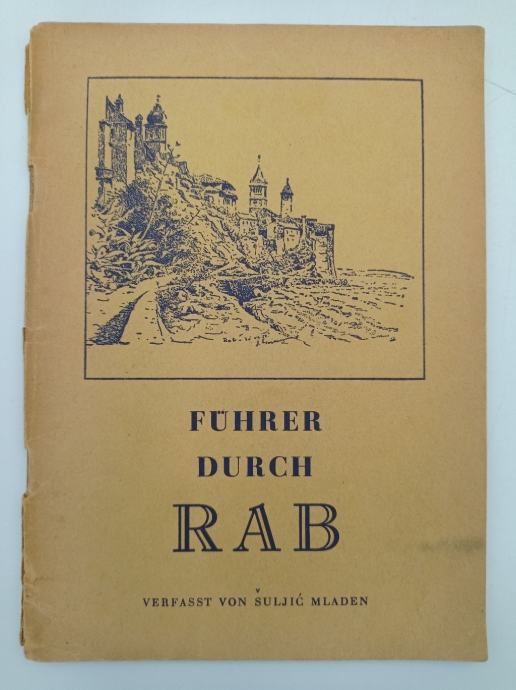 FÜHRER
DURCH
RAB
VERFASST VON ŠULJIĆ MLADEN